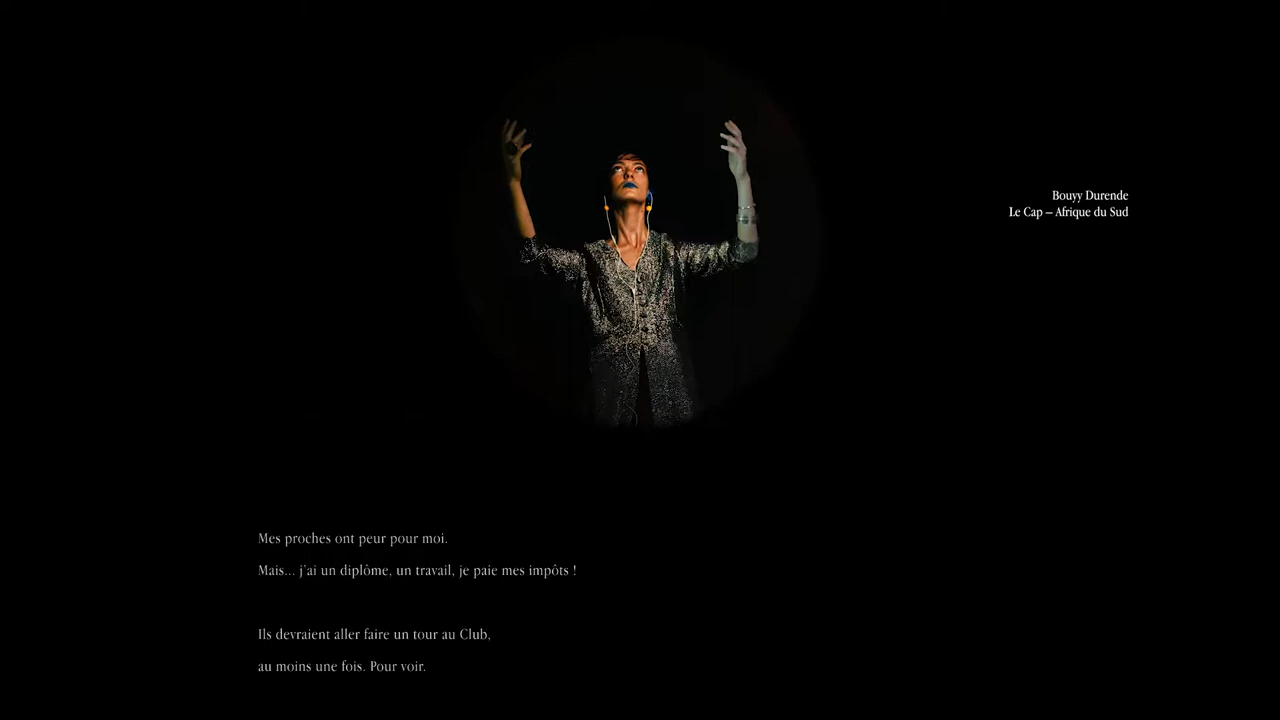 Bouyy Durende
Le Cap – Afrique du Sud
Mes proches ont peur pour moi.
Mais... j'ai un diplôme, un travail, je paie mes impôts !
Ils devraient aller faire un tour au Club,
au moins une fois. Pour voir.